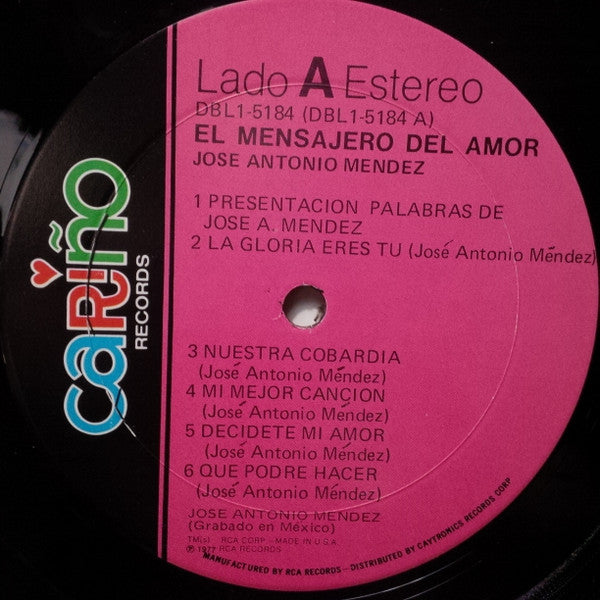 Cariño
RECORDS
Lado A Estereo
DBL1-5184 (DBL1-5184 A)
EL MENSAJERO DEL AMOR
JOSE ANTONIO MENDEZ
1 PRESENTACION PALABRAS DE
JOSE A. MENDEZ
2 LA GLORIA ERES TU (José Antonio Méndez)
3 NUESTRA COBARDIA
(José Antonio Méndez)
4 MI MEJOR CANCION
(José Antonio Méndez)
5 DECIDETE MI AMOR
(José Antonio Méndez)
6 QUE PODRE HACER
(José Antonio Méndez)
JOSE ANTONIO MENDEZ
(Grabado en México)
TM(s) RCA CORP – MADE IN U.S.A
℗ 1977 RCA RECORDS
MANUFACTURED BY RCA RECORDS – DISTRIBUTED BY CAYTRONICS RECORDS CORP